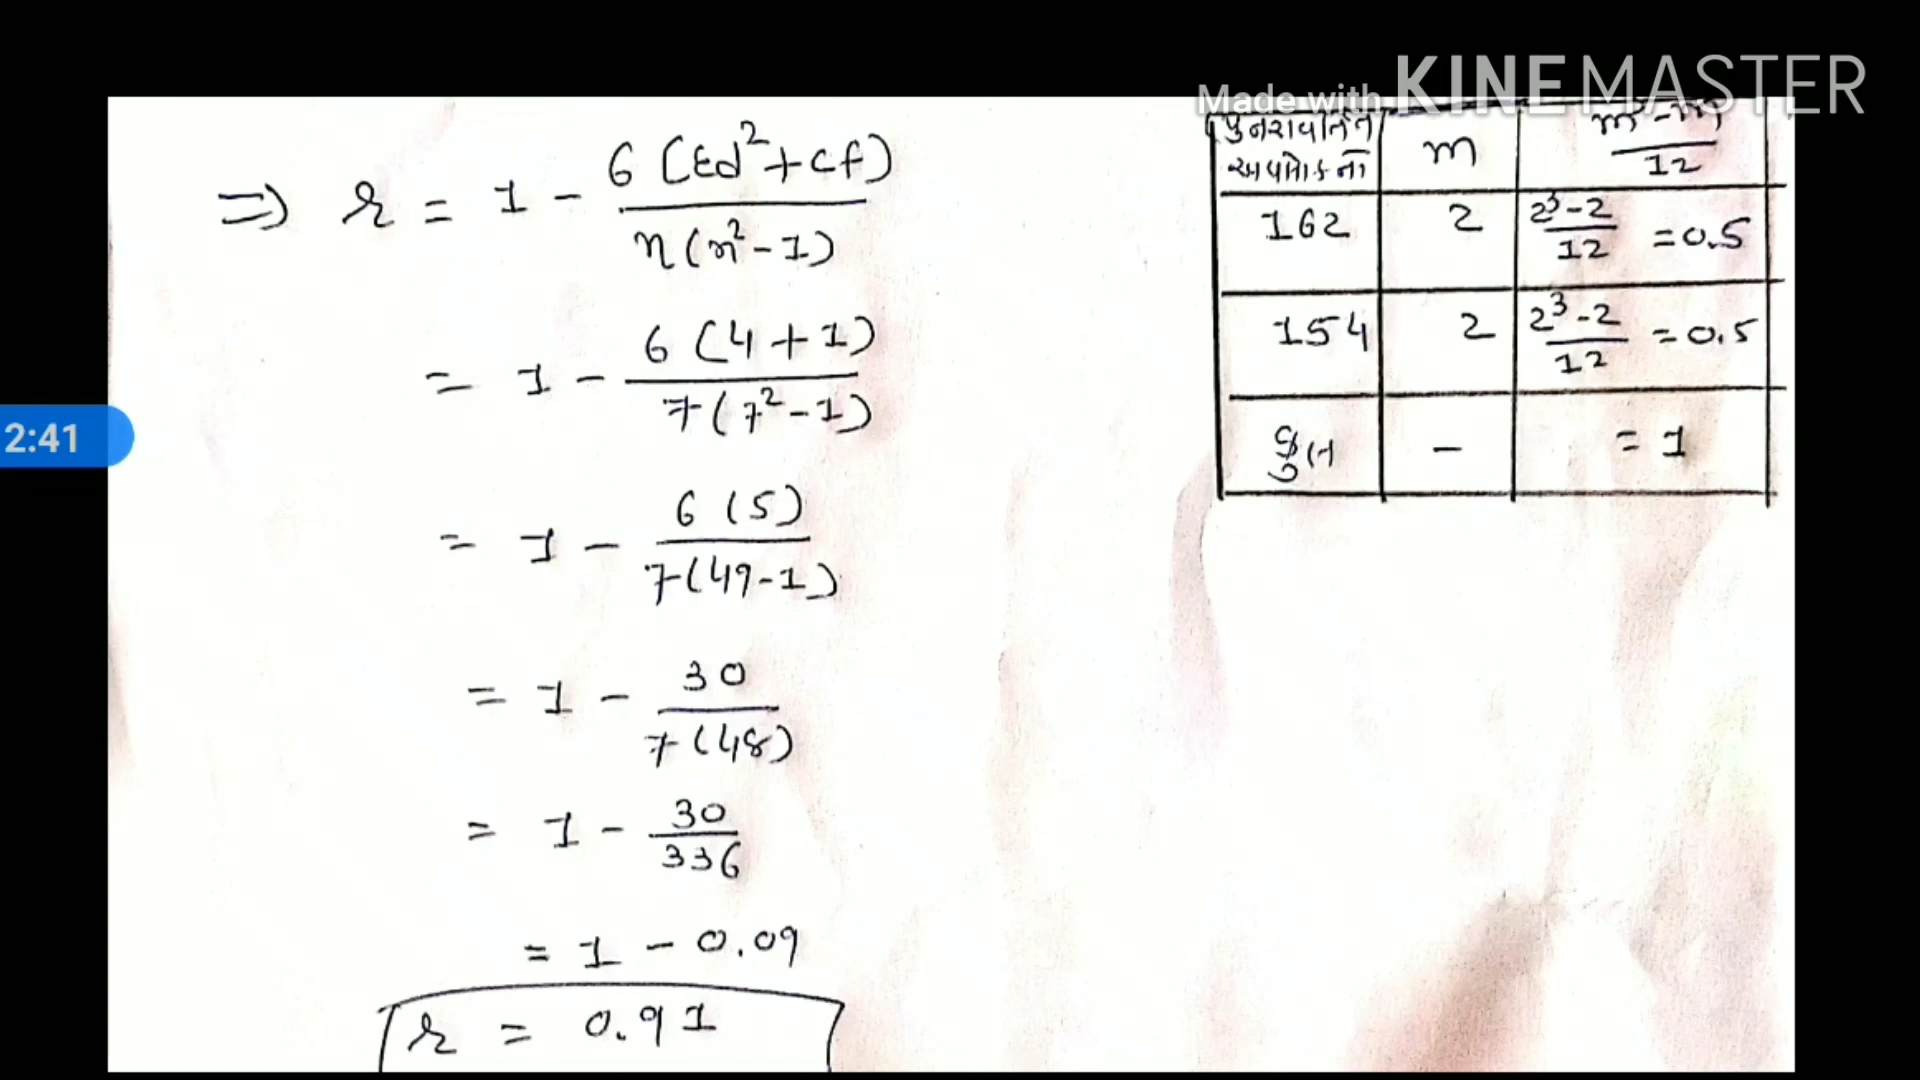 Made with KINEMASTER
⇒ r = 1 - 6 (Σd²+cf) / n(n²-1)
= 1 - 6 (4+1) / 7(7²-1)
= 1 - 6 (5) / 7(49-1)
= 1 - 30 / 7(48)
= 1 - 30 / 336
= 1 - 0.09
r = 0.91
2:41
પુનરાવર્તિત m m³-m / 12
અવલોકનો
162 2 2³-2 / 12 = 0.5
154 2 2³-2 / 12 = 0.5
કુલ - = 1